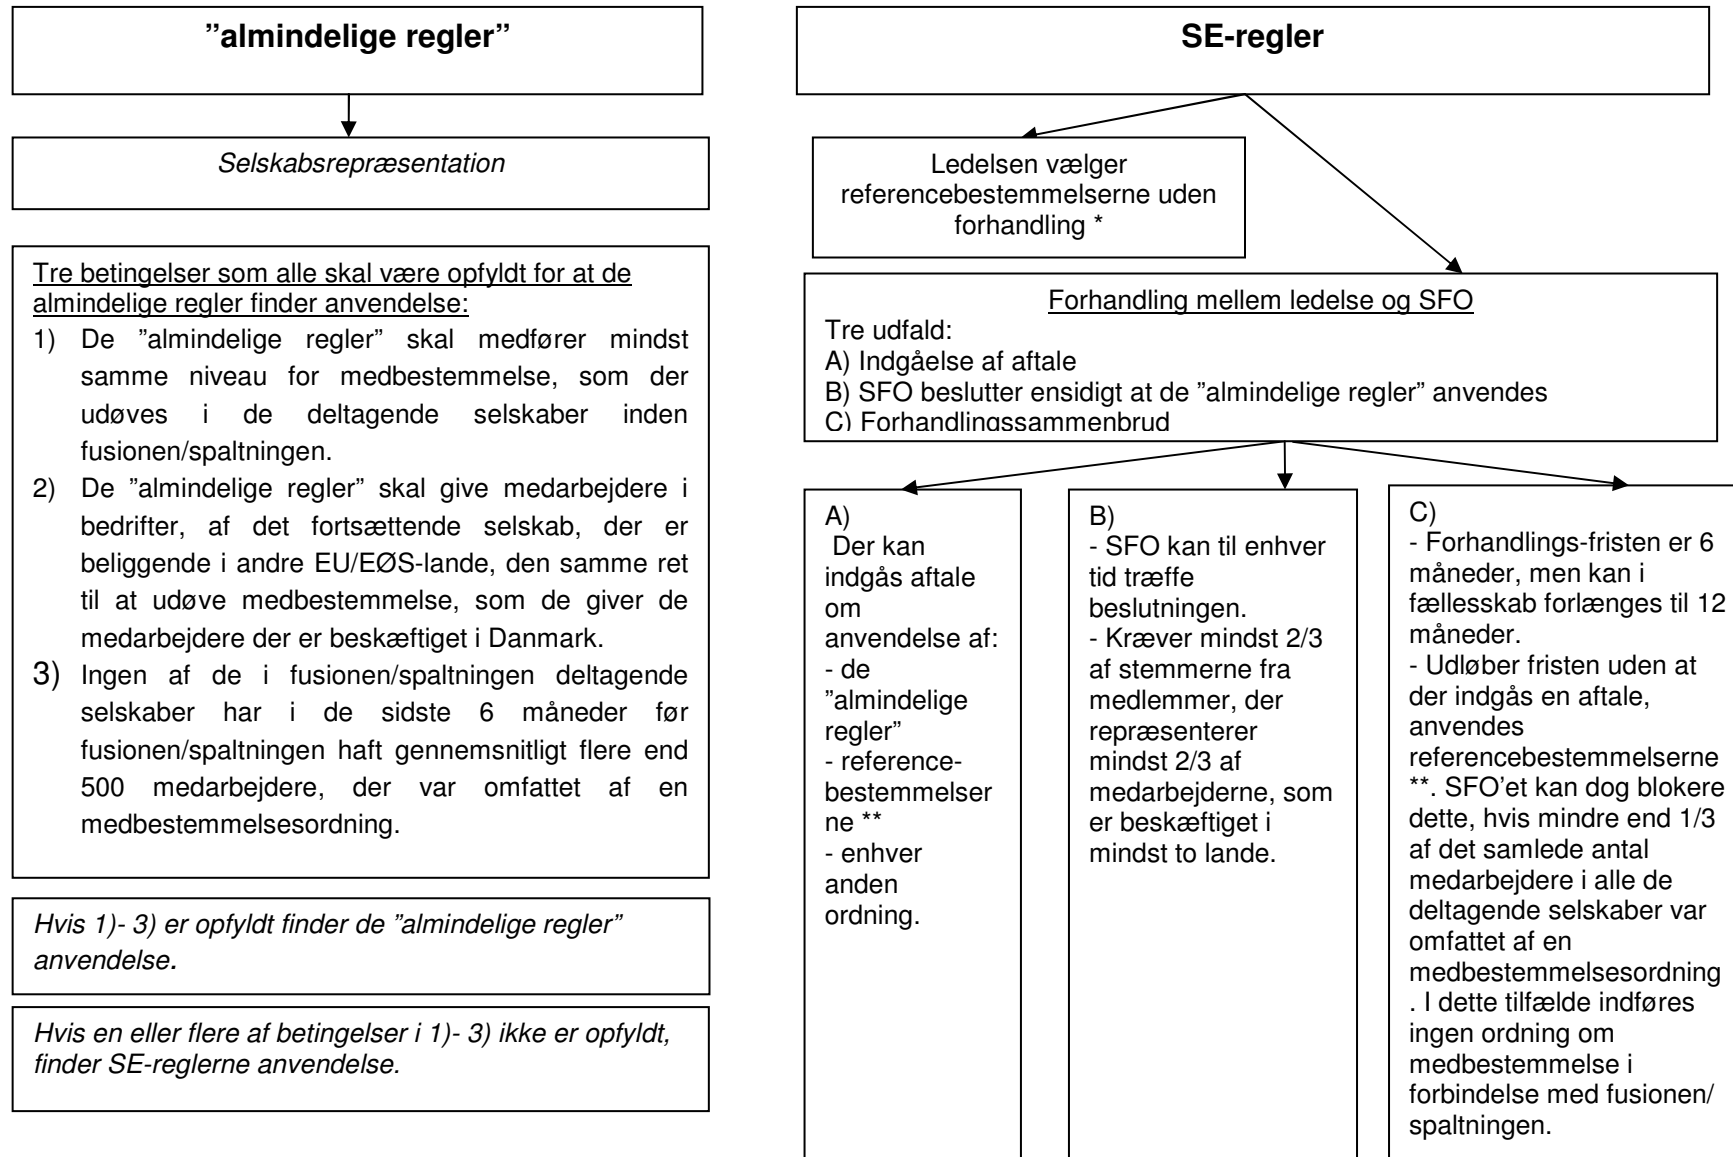 ”almindelige regler”
Selskabsrepræsentation
Tre betingelser som alle skal være opfyldt for at de
almindelige regler finder anvendelse:
1) De ”almindelige regler” skal medfører mindst
samme niveau for medbestemmelse, som der
udøves i de deltagende selskaber inden
fusionen/spaltningen.
2) De ”almindelige regler” skal give medarbejdere i
bedrifter, af det fortsættende selskab, der er
beliggende i andre EU/EØS-lande, den samme ret
til at udøve medbestemmelse, som de giver de
medarbejdere der er beskæftiget i Danmark.
3) Ingen af de i fusionen/spaltningen deltagende
selskaber har i de sidste 6 måneder før
fusionen/spaltningen haft gennemsnitligt flere end
500 medarbejdere, der var omfattet af en
medbestemmelsesordning.
Hvis 1)- 3) er opfyldt finder de ”almindelige regler”
anvendelse.
Hvis en eller flere af betingelser i 1)- 3) ikke er opfyldt,
finder SE-reglerne anvendelse.
SE-regler
Ledelsen vælger
referencebestemmelserne uden
forhandling *
Forhandling mellem ledelse og SFO
Tre udfald:
A) Indgåelse af aftale
B) SFO beslutter ensidigt at de ”almindelige regler” anvendes
C) Forhandlingssammenbrud
A)
Der kan
indgås aftale
om
anvendelse af:
- de
”almindelige
regler”
- reference-
bestemmelser
ne **
- enhver
anden
ordning.
B)
- SFO kan til enhver
tid træffe
beslutningen.
- Kræver mindst 2/3
af stemmerne fra
medlemmer, der
repræsenterer
mindst 2/3 af
medarbejderne, som
er beskæftiget i
mindst to lande.
C)
- Forhandlings-fristen er 6
måneder, men kan i
fællesskab forlænges til 12
måneder.
- Udløber fristen uden at
der indgås en aftale,
anvendes
referencebestemmelserne
**. SFO’et kan dog blokere
dette, hvis mindre end 1/3
af det samlede antal
medarbejdere i alle de
deltagende selskaber var
omfattet af en
medbestemmelsesordning
. I dette tilfælde indføres
ingen ordning om
medbestemmelse i
forbindelse med fusionen/
spaltningen.